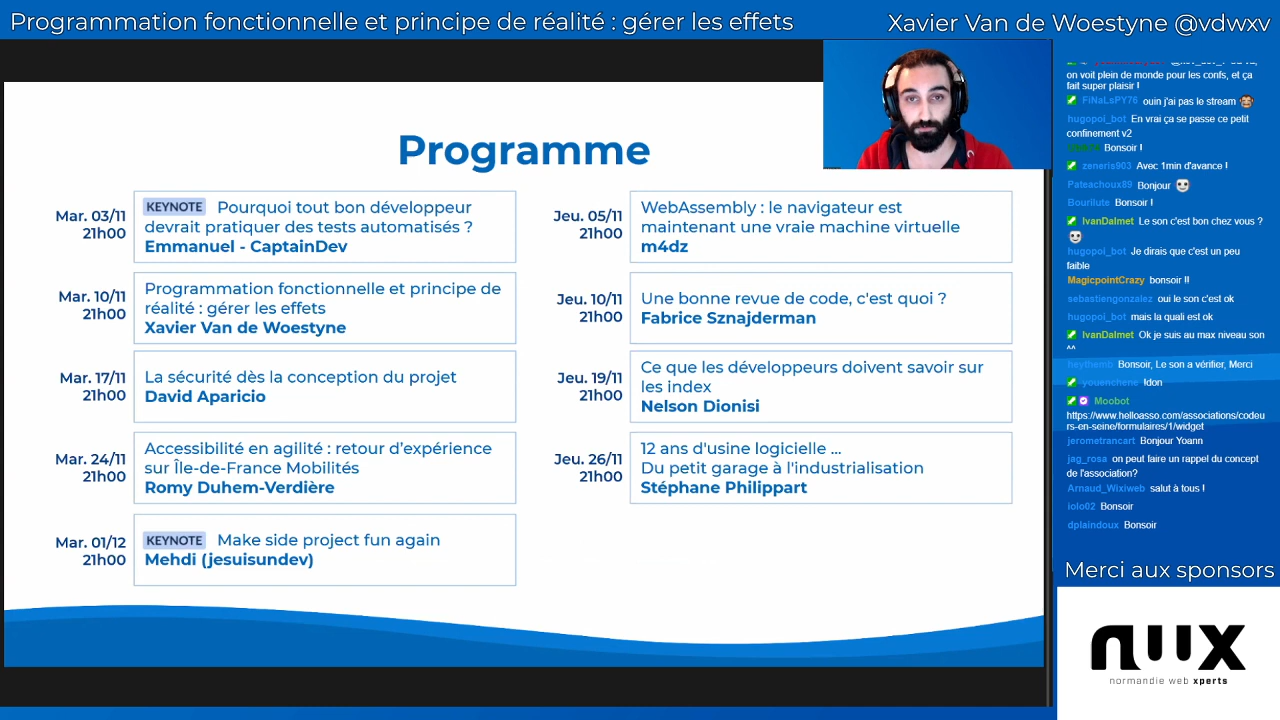 Programmation fonctionnelle et principe de réalité : gérer les effets
Xavier Van de Woestyne @vdwxv
Programme
Mar. 03/11
21h00
KEYNOTE Pourquoi tout bon développeur
devrait pratiquer des tests automatisés ?
Emmanuel - CaptainDev
Jeu. 05/11
21h00
WebAssembly : le navigateur est
maintenant une vraie machine virtuelle
m4dz
Mar. 10/11
21h00
Programmation fonctionnelle et principe de
réalité : gérer les effets
Xavier Van de Woestyne
Jeu. 10/11
21h00
Une bonne revue de code, c'est quoi ?
Fabrice Sznajderman
Mar. 17/11
21h00
La sécurité dès la conception du projet
David Aparicio
Jeu. 19/11
21h00
Ce que les développeurs doivent savoir sur
les index
Nelson Dionisi
Mar. 24/11
21h00
Accessibilité en agilité : retour d'expérience
sur Île-de-France Mobilités
Romy Duhem-Verdière
Jeu. 26/11
21h00
12 ans d'usine logicielle ...
Du petit garage à l'industrialisation
Stéphane Philippart
Mar. 01/12
21h00
KEYNOTE Make side project fun again
Mehdi (jesuisundev)
on voit plein de monde pour les confs, et ça
fait super plaisir !
FiNaLsPY76 ouin j'ai pas le stream
hugopoi_bot En vrai ça se passe ce petit
confinement v2
Bonsoir !
zeneris903 Avec 1min d'avance !
Pateachoux89 Bonjour
Bourilute Bonsoir !
IvanDalmet Le son c'est bon chez vous ?
hugopoi_bot Je dirais que c'est un peu
faible
MagicpointCrazy bonsoir !!
sebastiengonzalez oui le son c'est ok
hugopoi_bot mais la quali est ok
IvanDalmet Ok je suis au max niveau son
^^
heythemb Bonsoir, Le son a vérifier, Merci
youenchene !don
Moobot
https://www.helloasso.com/associations/codeu
rs-en-seine/formulaires/1/widget
jerometrancart Bonjour Yoann
jag_rosa on peut faire un rappel du concept
de l'association?
Arnaud_Wixiweb salut à tous !
iolo02 Bonsoir
dplaindoux Bonsoir
Merci aux sponsors
nwx
normandie web xperts